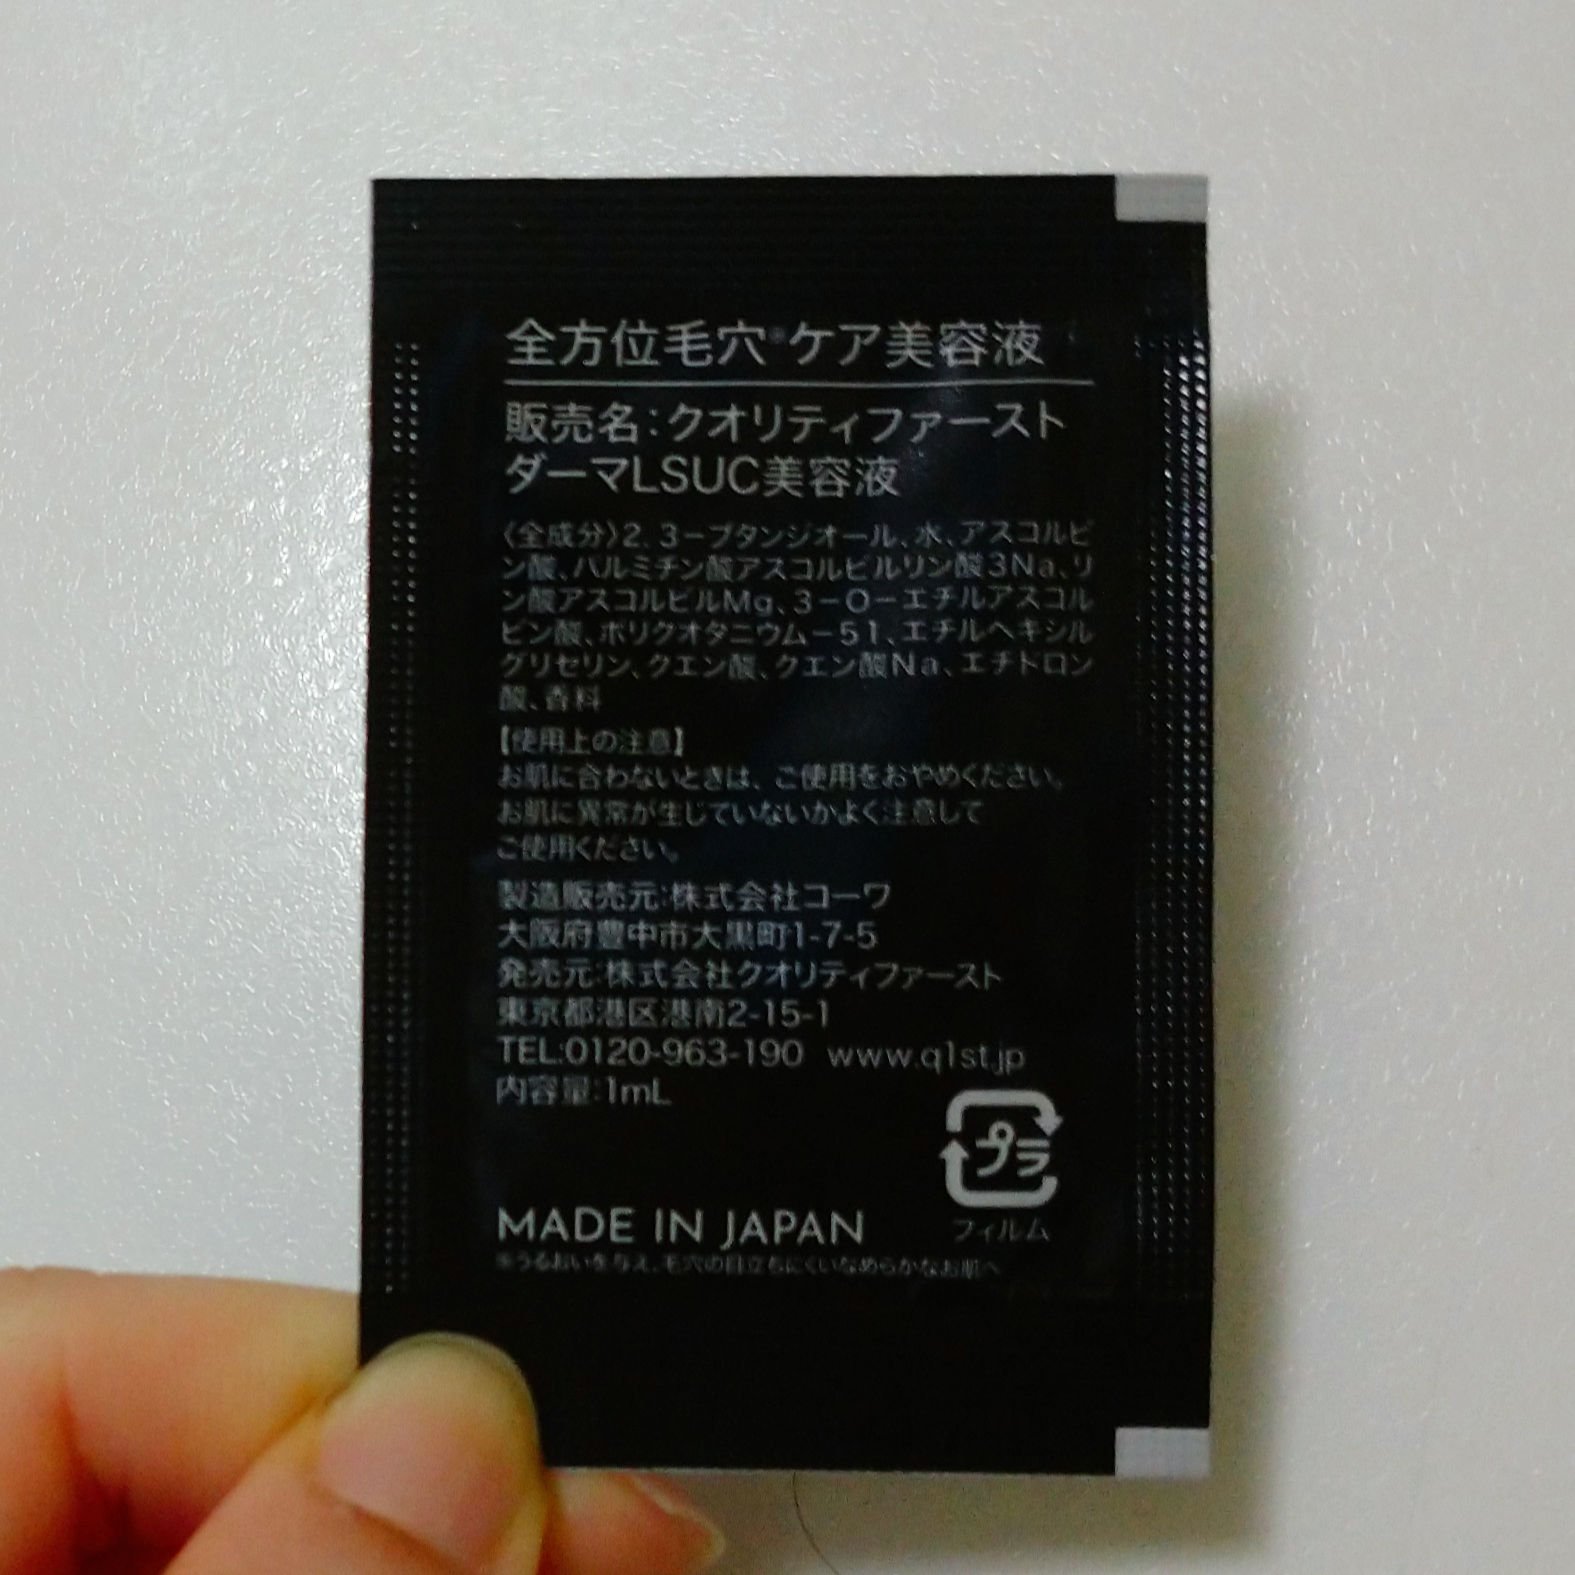 全方位毛穴※ケア美容液
販売名:クオリティファースト
ダーマLSUC美容液
〈全成分〉2, 3−ブタンジオール、水、アスコルビ
ン酸、パルミチン酸アスコルビルリン酸3Na、リ
ン酸アスコルビルMg、3−O−エチルアスコル
ビン酸、ポリクオタニウム−51、エチルヘキシル
グリセリン、クエン酸、クエン酸Na、エチドロン
酸、香料
【使用上の注意】
お肌に合わないときは、ご使用をおやめください。
お肌に異常が生じていないかよく注意して
ご使用ください。
製造販売元:株式会社コーワ
大阪府豊中市大黒町1-7-5
発売元:株式会社クオリティファースト
東京都港区港南2-15-1
TEL:0120-963-190 www.q1st.jp
内容量:1mL
プラ
フィルム
MADE IN JAPAN
※うるおいを与え、毛穴の目立ちにくいなめらかなお肌へ